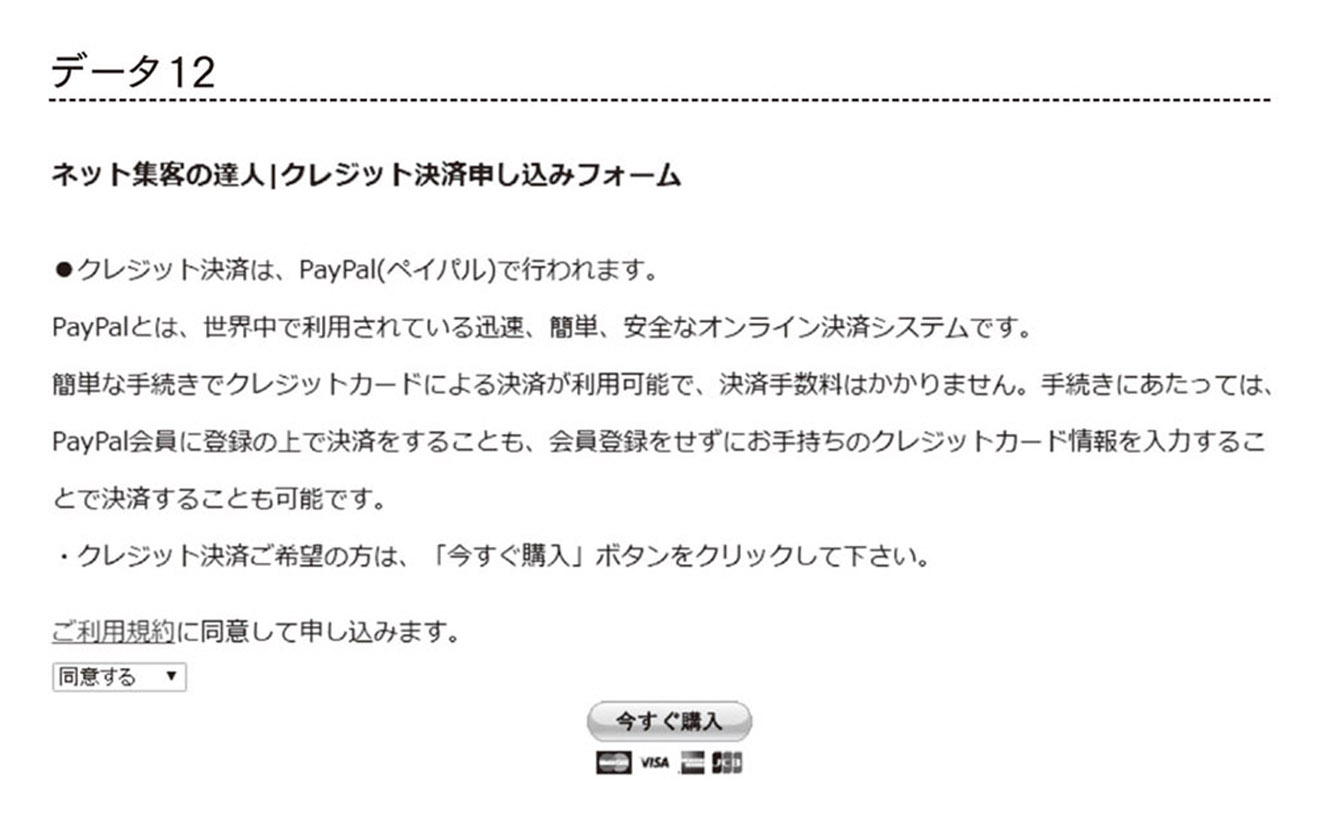 データ12
ネット集客の達人|クレジット決済申し込みフォーム
●クレジット決済は、PayPal(ペイパル)で行われます。
PayPalとは、世界中で利用されている迅速、簡単、安全なオンライン決済システムです。
簡単な手続きでクレジットカードによる決済が利用可能で、決済手数料はかかりません。手続きにあたっては、
PayPal会員に登録の上で決済をすることも、会員登録をせずにお手持ちのクレジットカード情報を入力するこ
とで決済することも可能です。
・クレジット決済ご希望の方は、「今すぐ購入」ボタンをクリックして下さい。
ご利用規約に同意して申し込みます。
同意する ▼
今すぐ購入
VISA JCB